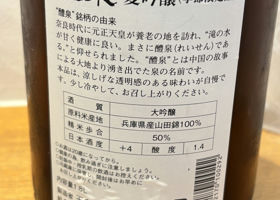 夏吟醸
"醴泉"銘柄の由来
奈良時代に元正天皇が養老の地を訪れ、"滝の水
が甘く健康に良い。まさに醴泉(れいせん)であ
る"と仰せられました。"醴泉"とは中国の故事
による大地より湧き出でた泉の名前です。
本品は、涼しげな透明感のある味わいが自慢で
す。少し冷やして、お召し上がりください。
酒質 大吟醸
原料米産地 兵庫県産山田錦100%
精米歩合 50%
日本酒度 +4 酸度 1.4